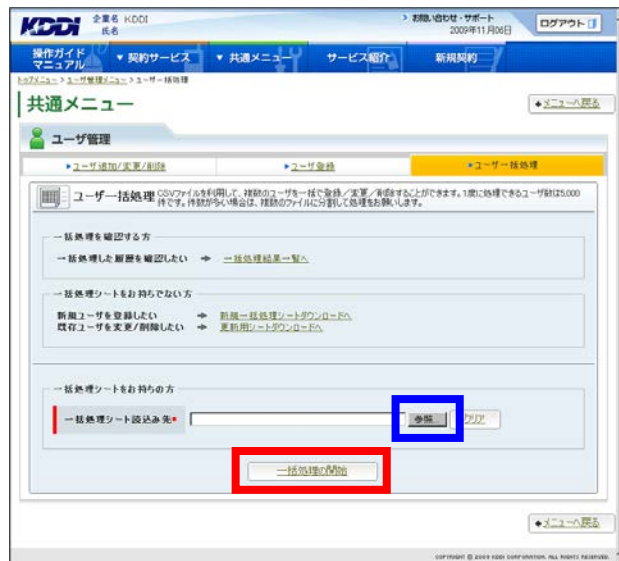 KDDI 企業名 KDDI
氏名
お問い合わせ・サポート
2009年11月06日
ログアウト
操作ガイド
マニュアル
▼契約サービス
▼共通メニュー
サービス紹介
新規契約
トップメニュー > ユーザ管理メニュー > ユーザ一括処理
共通メニュー
◆メニューへ戻る
ユーザ管理
▶ユーザ追加/変更/削除
▶ユーザ登録
▶ユーザ一括処理
ユーザ一括処理
CSVファイルを利用して、複数のユーザを一括で登録/変更/削除することができます。1度に処理できるユーザ数は5,000
件です。件数が多い場合は、複数のファイルに分割して処理をお願いします。
一括処理を確認する方
一括処理した履歴を確認したい ➡ 一括処理結果一覧へ
一括処理シートをお持ちでない方
新規ユーザを登録したい ➡ 新規一括処理シートダウンロードへ
既存ユーザを変更/削除したい ➡ 更新用シートダウンロードへ
一括処理シートをお持ちの方
一括処理シート読込み先■
参照...
クリア
一括処理の開始
◆メニューへ戻る
COPYRIGHT © 2009 KDDI CORPORATION. ALL RIGHTS RESERVED.